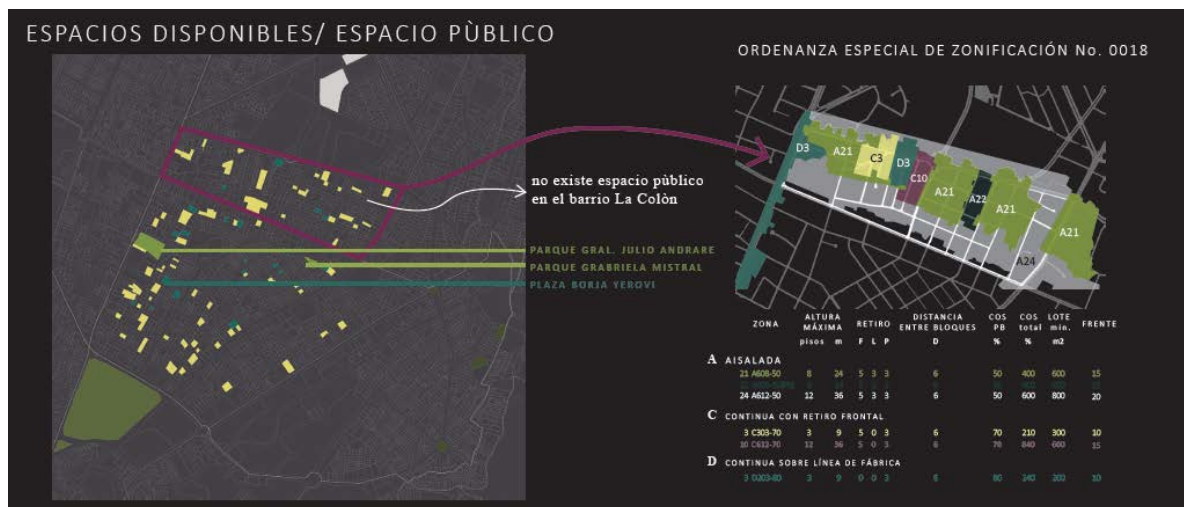 ESPACIOS DISPONIBLES/ ESPACIO PÙBLICO
ORDENANZA ESPECIAL DE ZONIFICACIÓN No. 0018
no existe espacio pùblico
en el barrio La Colòn
PARQUE GRAL. JULIO ANDRARE
PARQUE GRABRIELA MISTRAL
PLAZA BORJA YEROVI
D3
A21
C3
D3
C10
A21
A22
A21
A21
A24
ZONA ALTURA MÁXIMA RETIRO DISTANCIA ENTRE BLOQUES COS PB COS total LOTE min. FRENTE
pisos m F L P D % % m2
A AISALADA
21 A608-50 8 24 5 3 3 6 50 400 600 15
24 A612-50 12 36 5 3 3 6 50 600 800 20
C CONTINUA CON RETIRO FRONTAL
3 C303-70 3 9 5 0 3 6 70 210 300 10
10 C612-70 12 36 5 0 3 6 70 840 600 15
D CONTINUA SOBRE LÍNEA DE FÁBRICA
3 D203-80 3 9 0 0 3 6 80 240 200 10